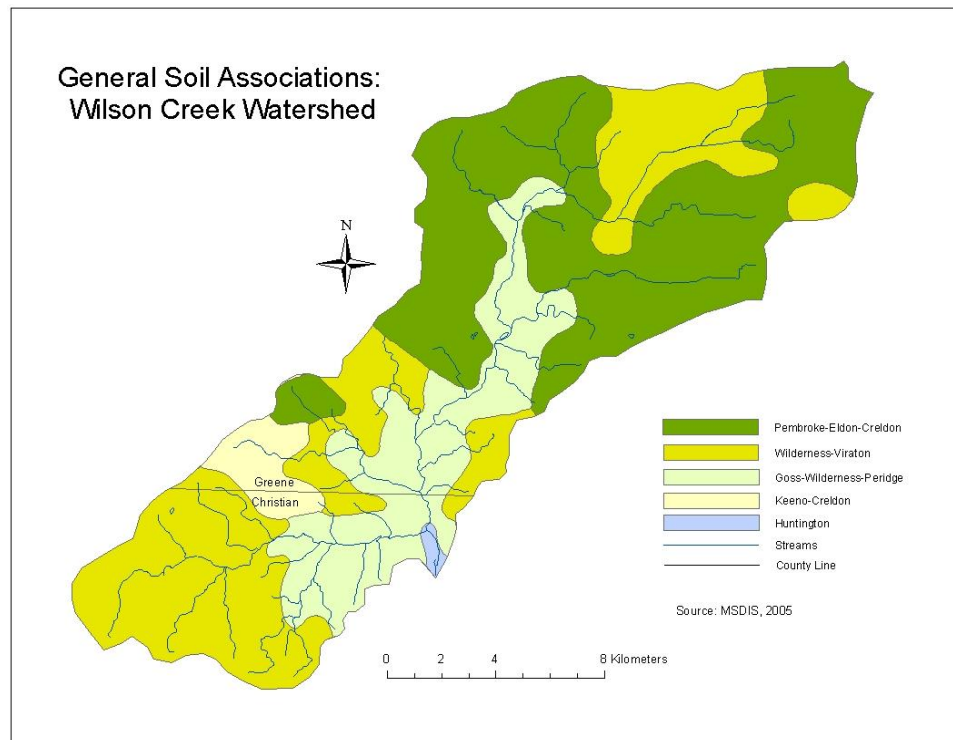 General Soil Associations:
Wilson Creek Watershed
N
Greene
Christian
Pembroke-Eldon-Creldon
Wilderness-Viraton
Goss-Wilderness-Peridge
Keeno-Creldon
Huntington
Streams
County Line
Source: MSDIS, 2005
0 2 4 8 Kilometers